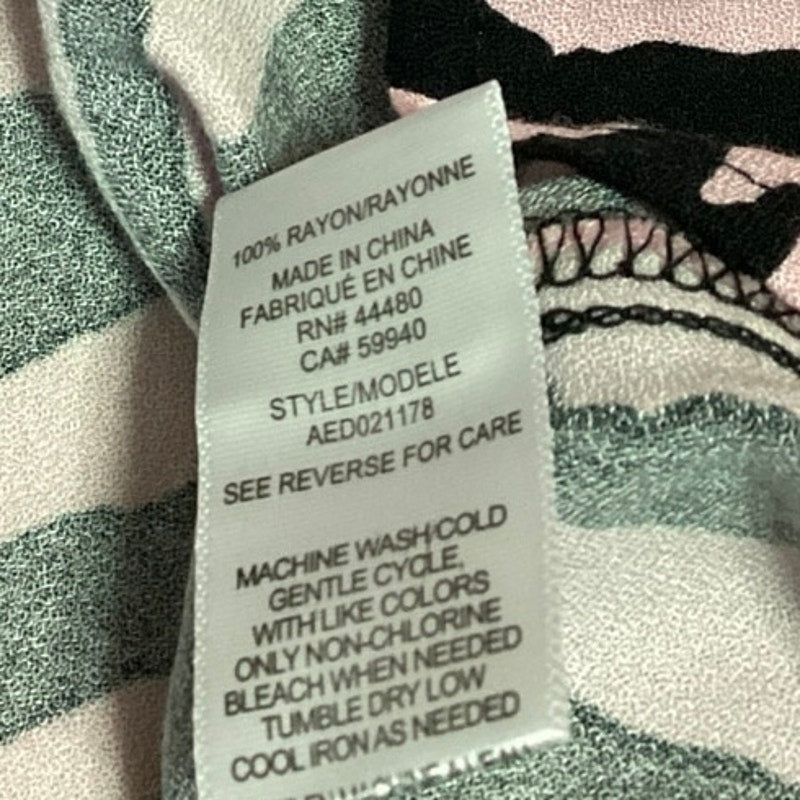 100% RAYON/RAYONNE
MADE IN CHINA
FABRIQUÉ EN CHINE
RN# 44480
CA# 59940
STYLE/MODELE
AED021178
SEE REVERSE FOR CARE
MACHINE WASH/COLD
GENTLE CYCLE,
WITH LIKE COLORS
ONLY NON-CHLORINE
BLEACH WHEN NEEDED
TUMBLE DRY LOW
COOL IRON AS NEEDED